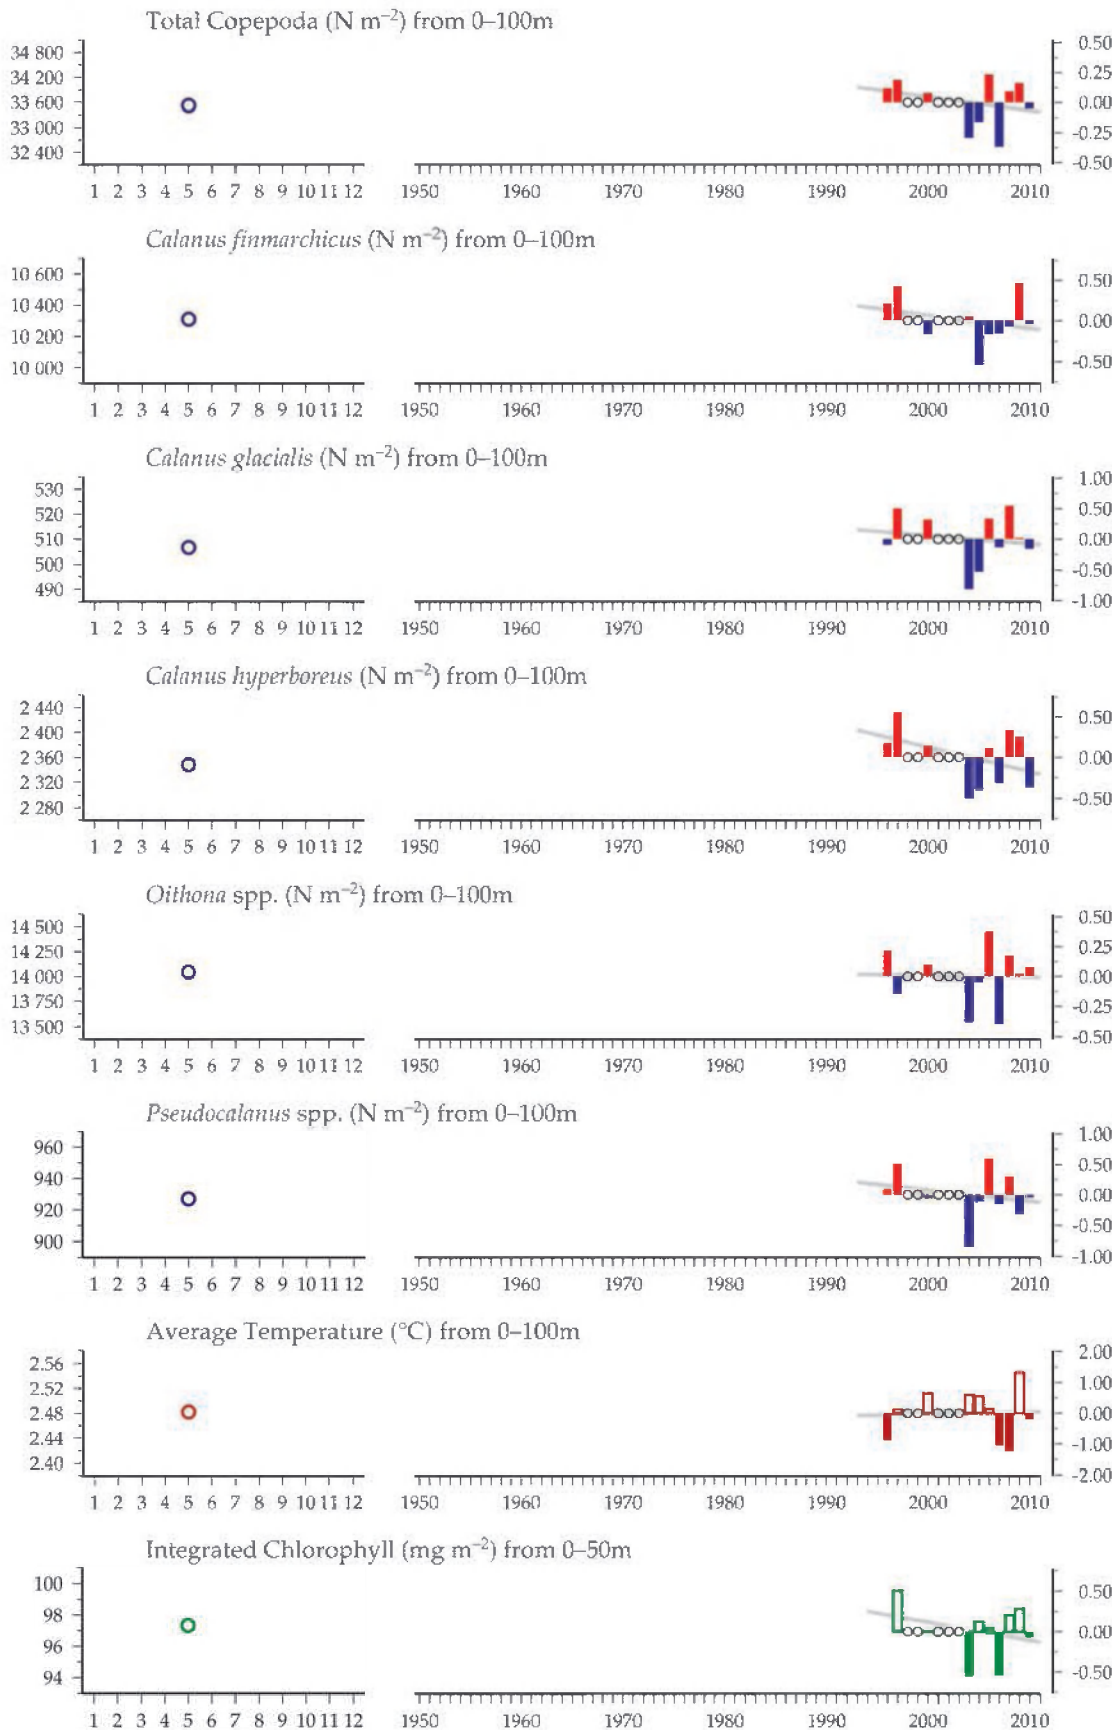 Total Copepoda (N m⁻²) from 0–100m
34 800
34 200
33 600
33 000
32 400
0.50
0.25
0.00
-0.25
-0.50
1 2 3 4 5 6 7 8 9 10 11 12
1950 1960 1970 1980 1990 2000 2010
Calanus finmarchicus (N m⁻²) from 0–100m
10 600
10 400
10 200
10 000
0.50
0.00
-0.50
1 2 3 4 5 6 7 8 9 10 11 12
1950 1960 1970 1980 1990 2000 2010
Calanus glacialis (N m⁻²) from 0–100m
530
520
510
500
490
1.00
0.50
0.00
-0.50
-1.00
1 2 3 4 5 6 7 8 9 10 11 12
1950 1960 1970 1980 1990 2000 2010
Calanus hyperboreus (N m⁻²) from 0–100m
2 440
2 400
2 360
2 320
2 280
0.50
0.00
-0.50
1 2 3 4 5 6 7 8 9 10 11 12
1950 1960 1970 1980 1990 2000 2010
Oithona spp. (N m⁻²) from 0–100m
14 500
14 250
14 000
13 750
13 500
0.50
0.25
0.00
-0.25
-0.50
1 2 3 4 5 6 7 8 9 10 11 12
1950 1960 1970 1980 1990 2000 2010
Pseudocalanus spp. (N m⁻²) from 0–100m
960
940
920
900
1.00
0.50
0.00
-0.50
-1.00
1 2 3 4 5 6 7 8 9 10 11 12
1950 1960 1970 1980 1990 2000 2010
Average Temperature (°C) from 0–100m
2.56
2.52
2.48
2.44
2.40
2.00
1.00
0.00
-1.00
-2.00
1 2 3 4 5 6 7 8 9 10 11 12
1950 1960 1970 1980 1990 2000 2010
Integrated Chlorophyll (mg m⁻²) from 0–50m
100
98
96
94
0.50
0.00
-0.50
1 2 3 4 5 6 7 8 9 10 11 12
1950 1960 1970 1980 1990 2000 2010